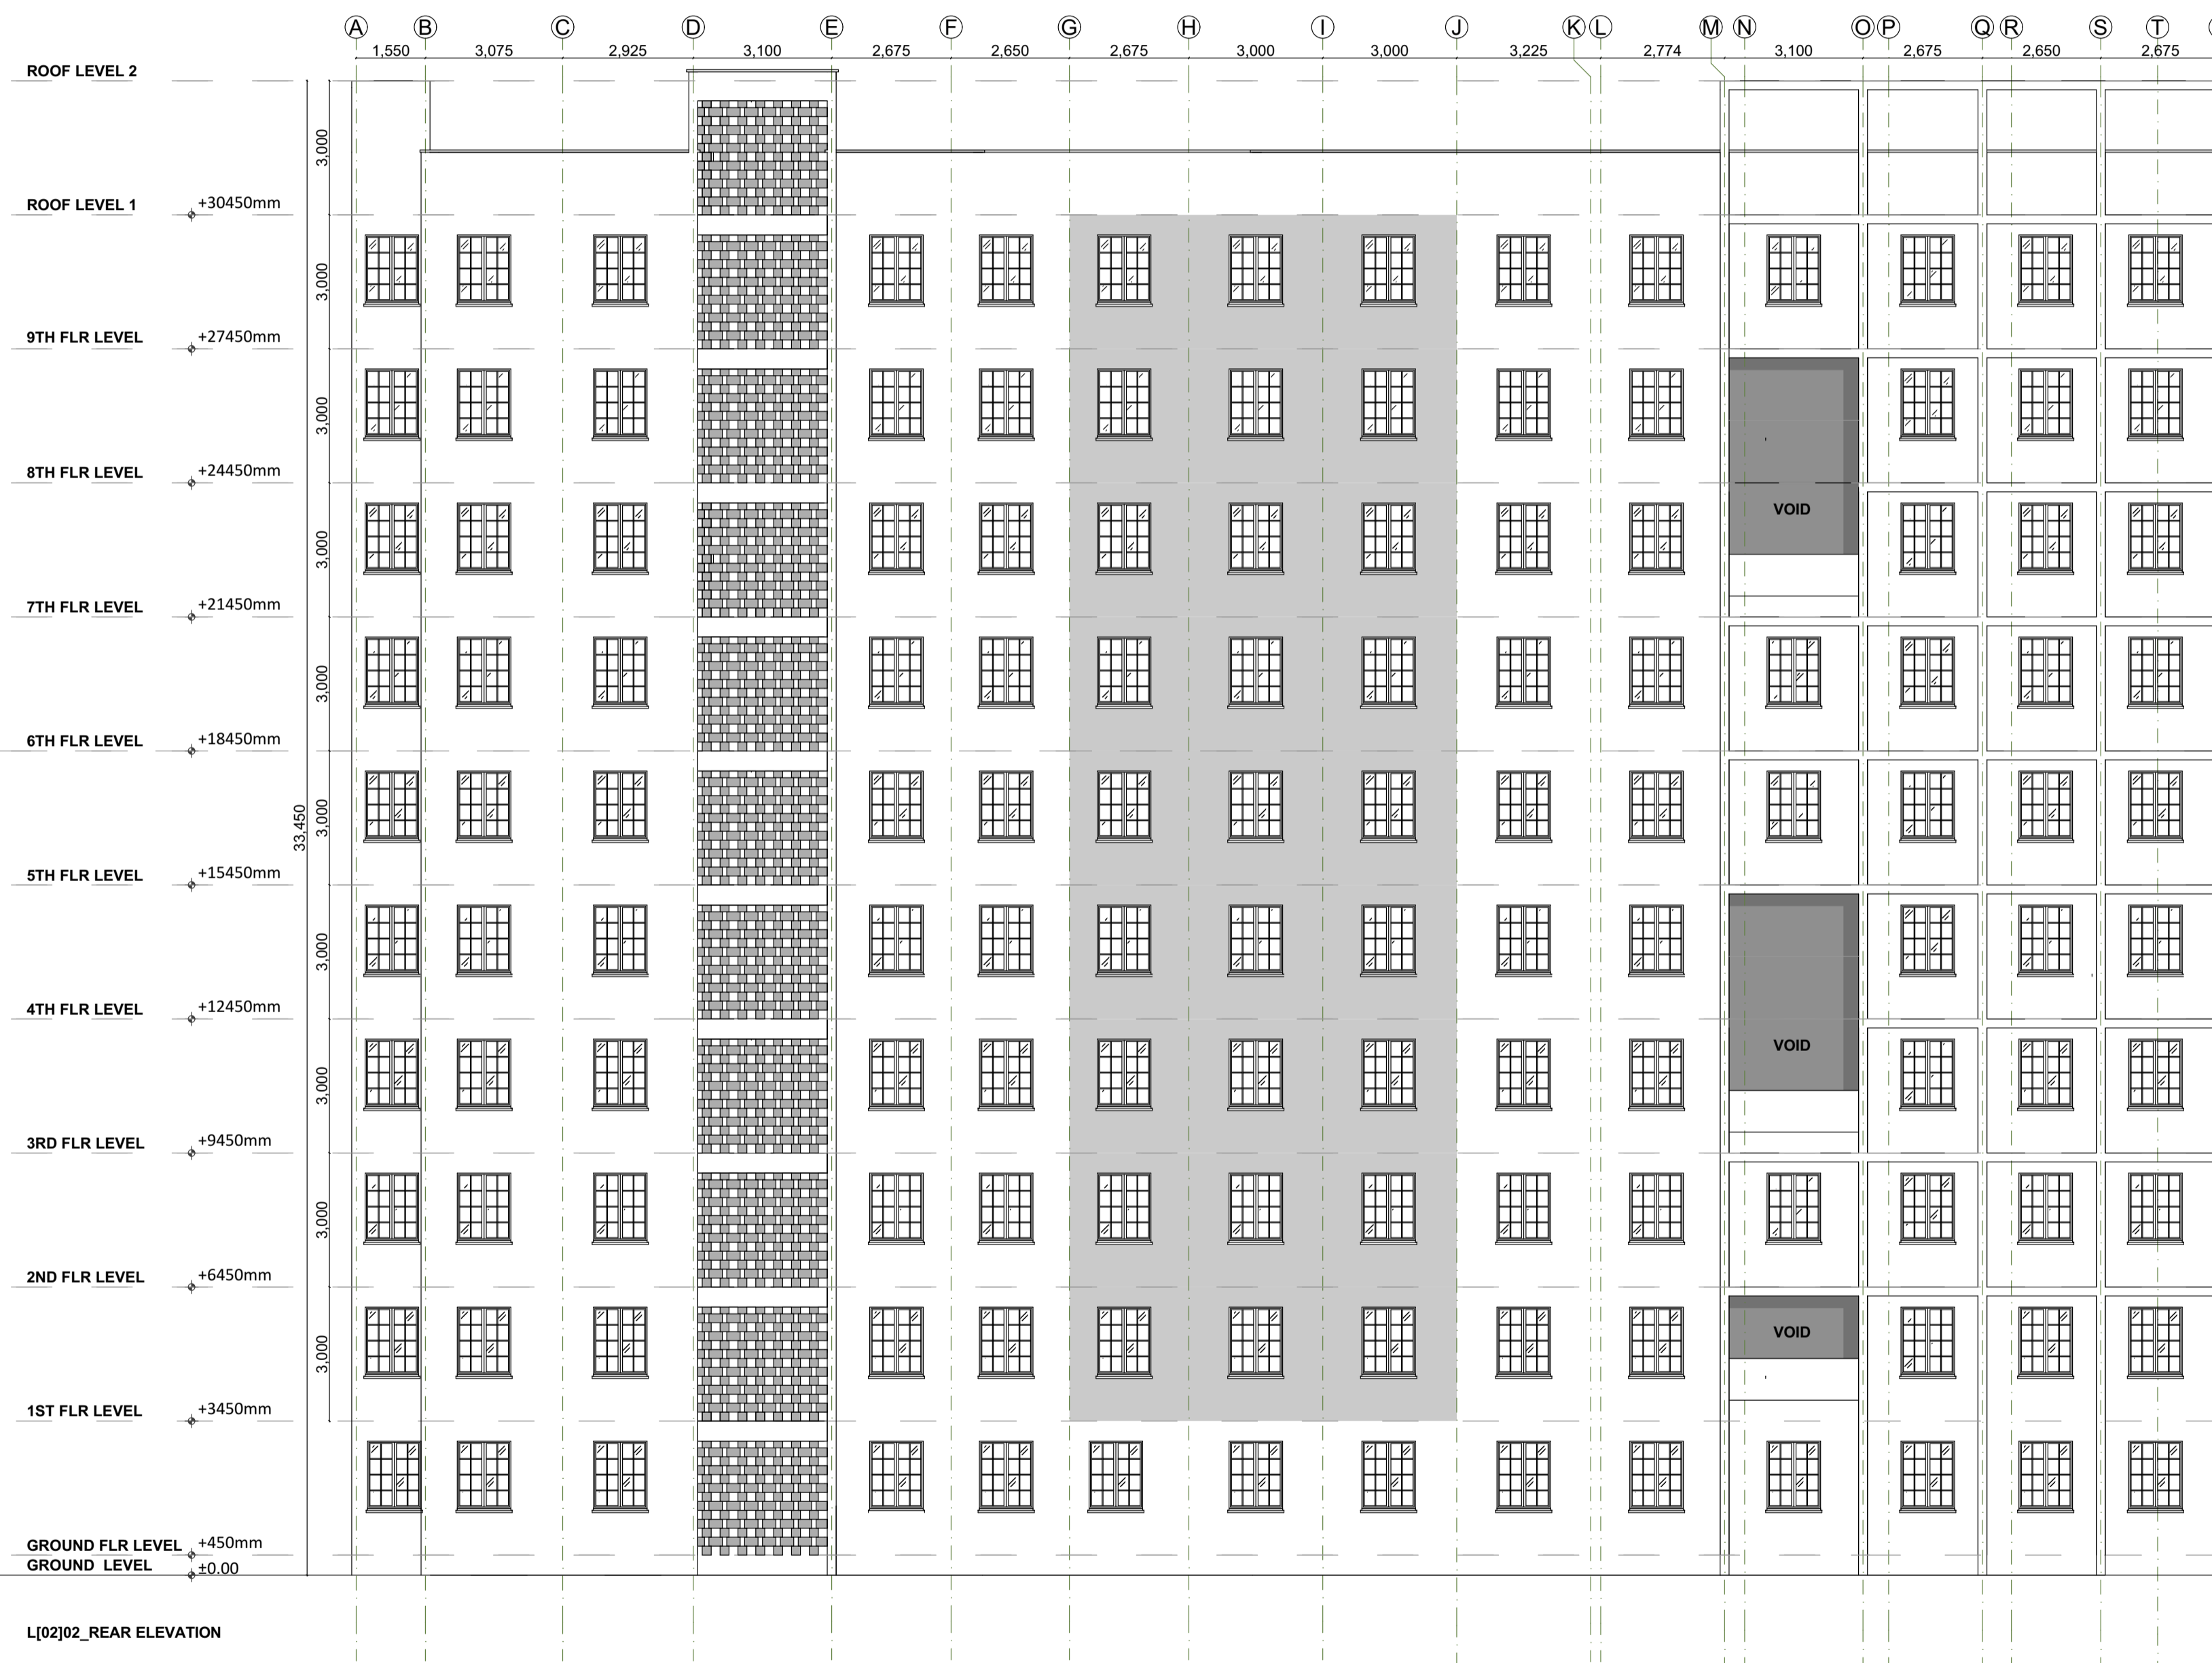 A B C D E F G H I J K L M N O P Q R S T
1,550 3,075 2,925 3,100 2,675 2,650 2,675 3,000 3,000 3,225 2,774 3,100 2,675 2,650 2,675
ROOF LEVEL 2
3,000
ROOF LEVEL 1 +30450mm
3,000
9TH FLR LEVEL +27450mm
3,000
8TH FLR LEVEL +24450mm
VOID
3,000
7TH FLR LEVEL +21450mm
3,000
6TH FLR LEVEL +18450mm
3,000
33,450
5TH FLR LEVEL +15450mm
3,000
4TH FLR LEVEL +12450mm
VOID
3,000
3RD FLR LEVEL +9450mm
3,000
2ND FLR LEVEL +6450mm
VOID
3,000
1ST FLR LEVEL +3450mm
GROUND FLR LEVEL +450mm
GROUND LEVEL ±0.00
L[02]02_REAR ELEVATION